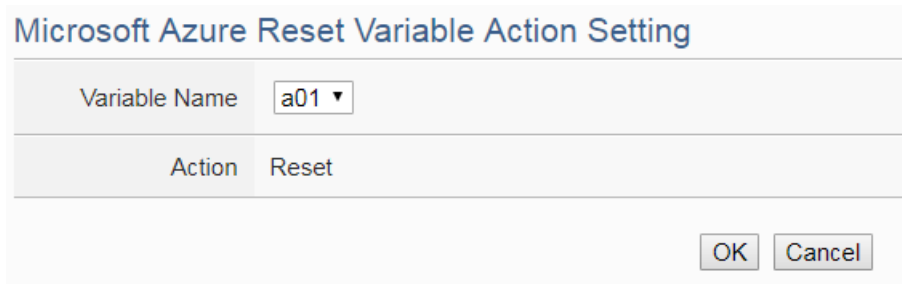 Microsoft Azure Reset Variable Action Setting
Variable Name a01
Action Reset
OK Cancel